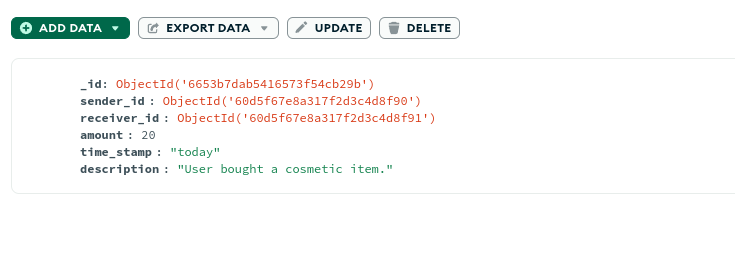 ADD DATA EXPORT DATA UPDATE DELETE
_id: ObjectId('6653b7dab5416573f54cb29b')
sender_id : ObjectId('60d5f67e8a317f2d3c4d8f90')
receiver_id : ObjectId('60d5f67e8a317f2d3c4d8f91')
amount : 20
time_stamp : "today"
description : "User bought a cosmetic item."